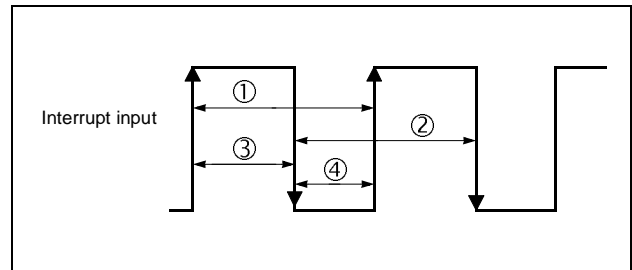 ①
Interrupt input
②
③
④